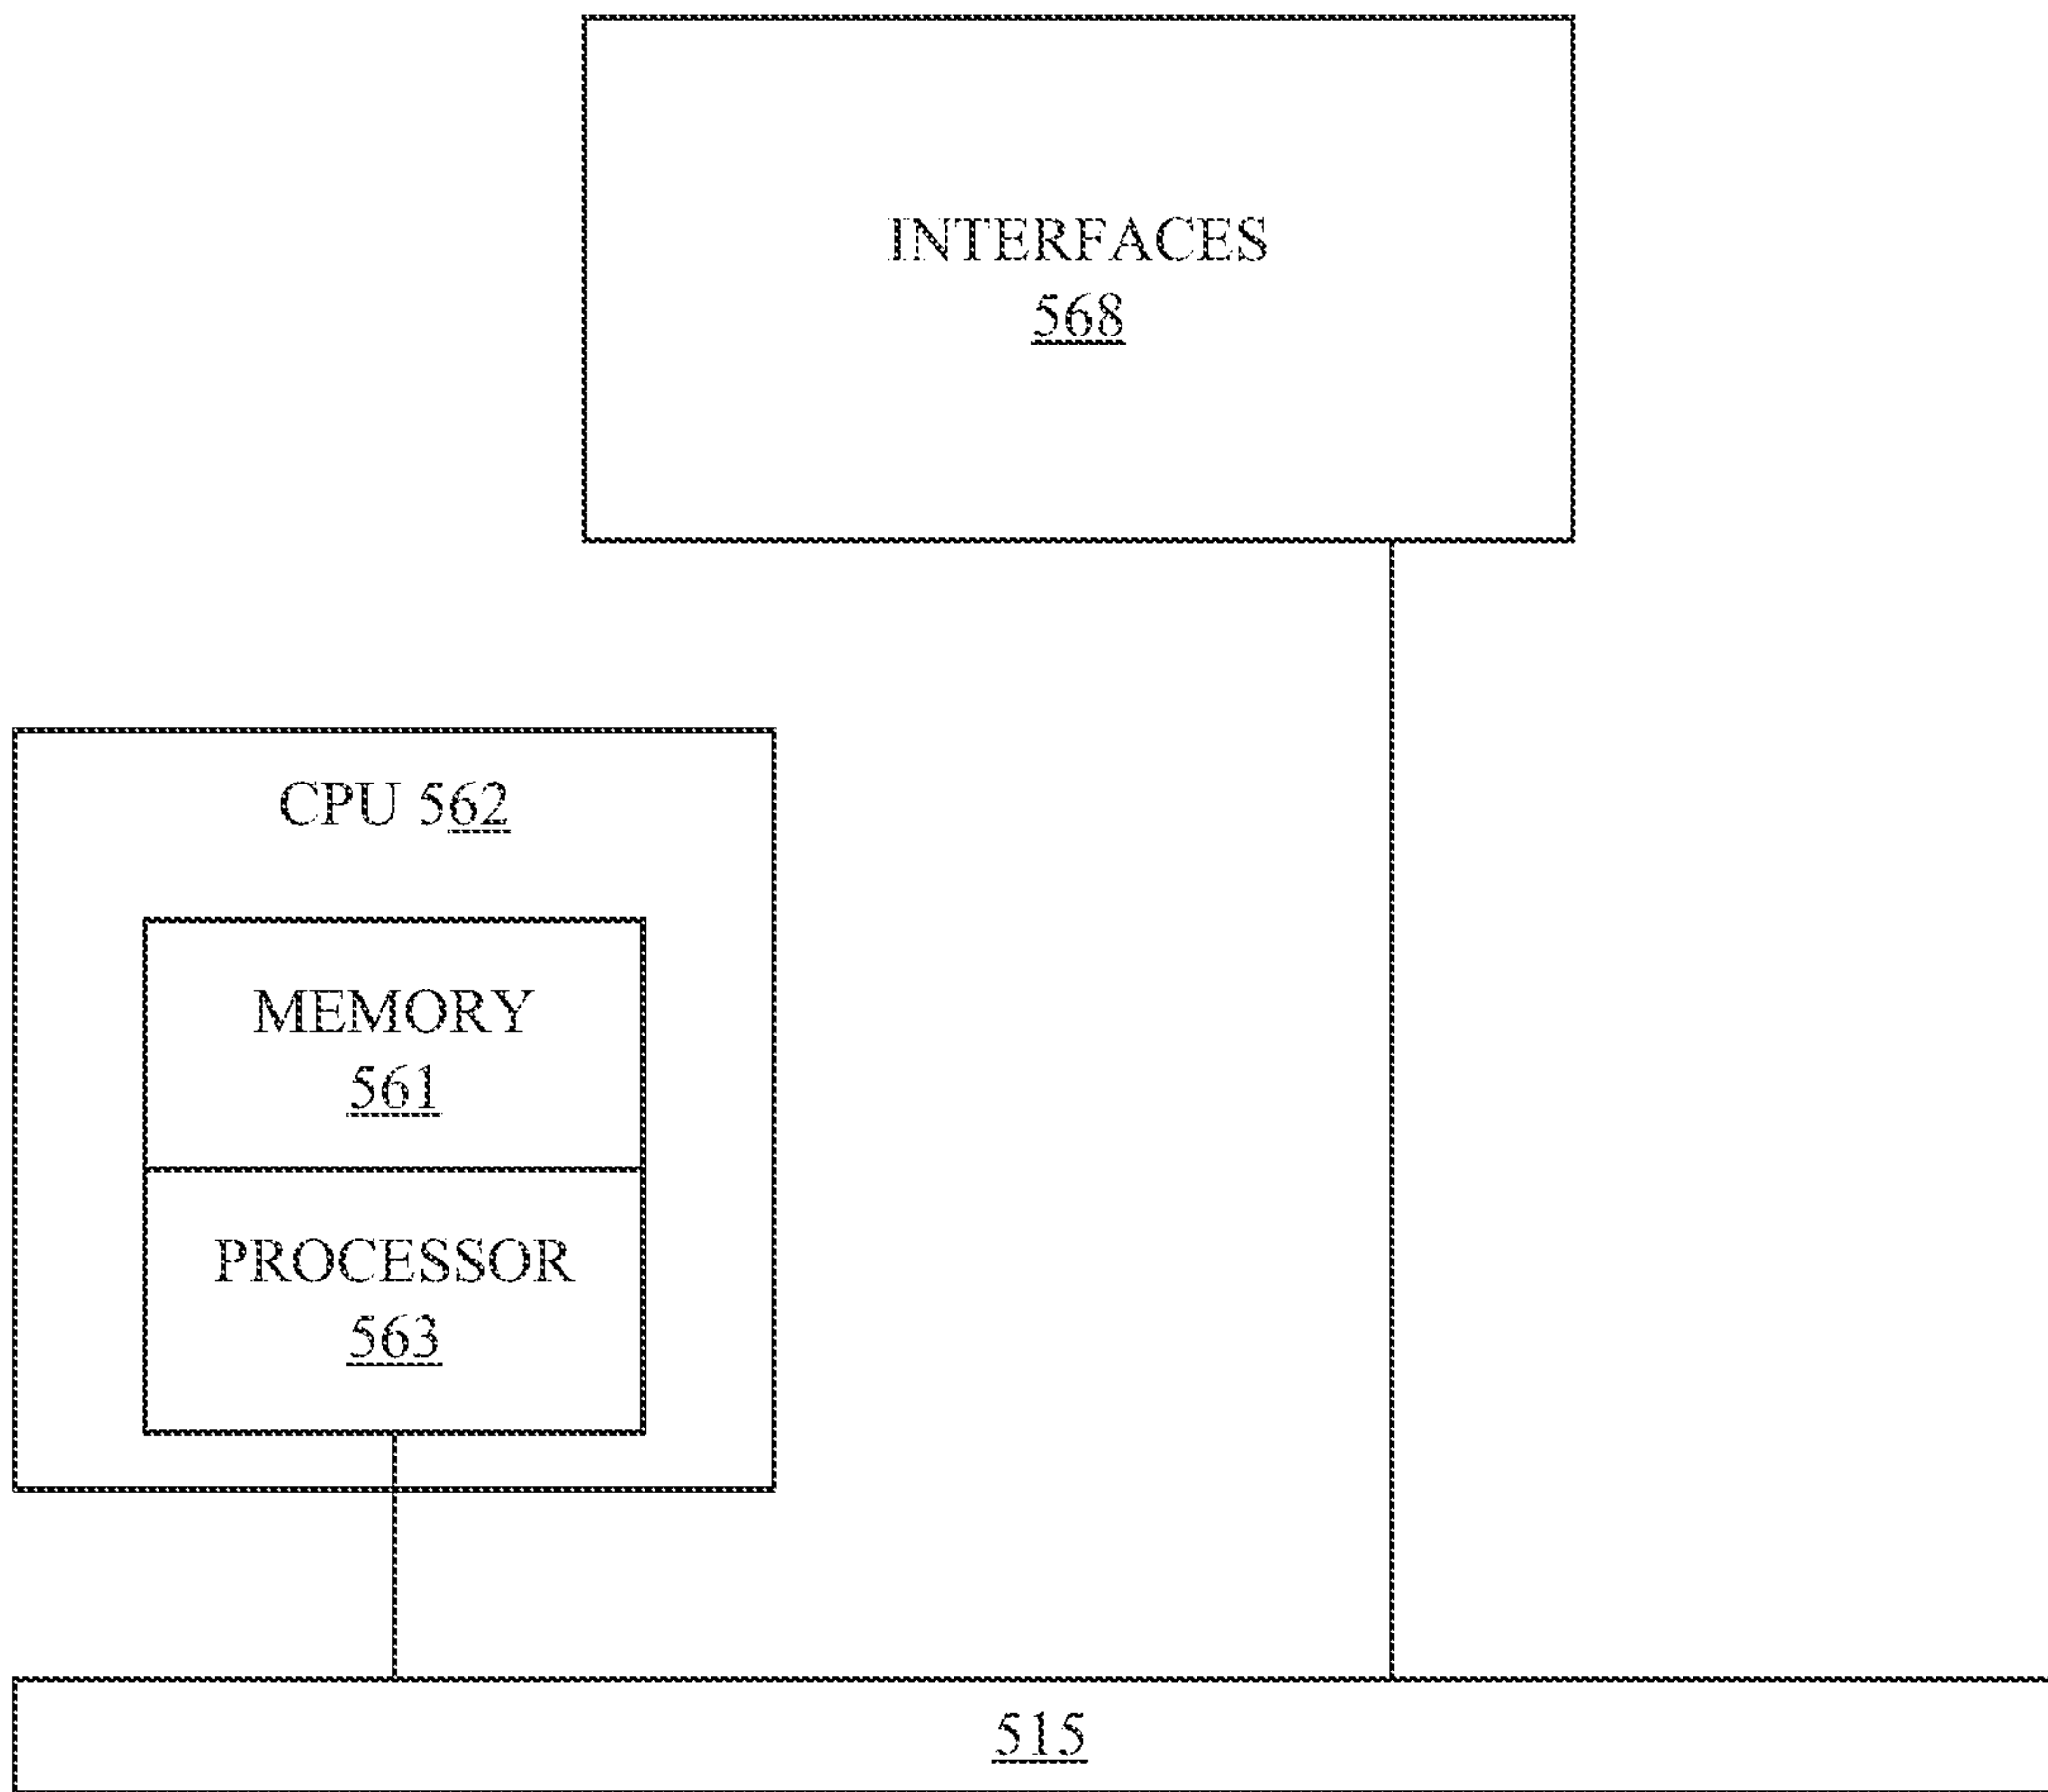 INTERFACES
568
CPU 562
MEMORY
561
PROCESSOR
563
515